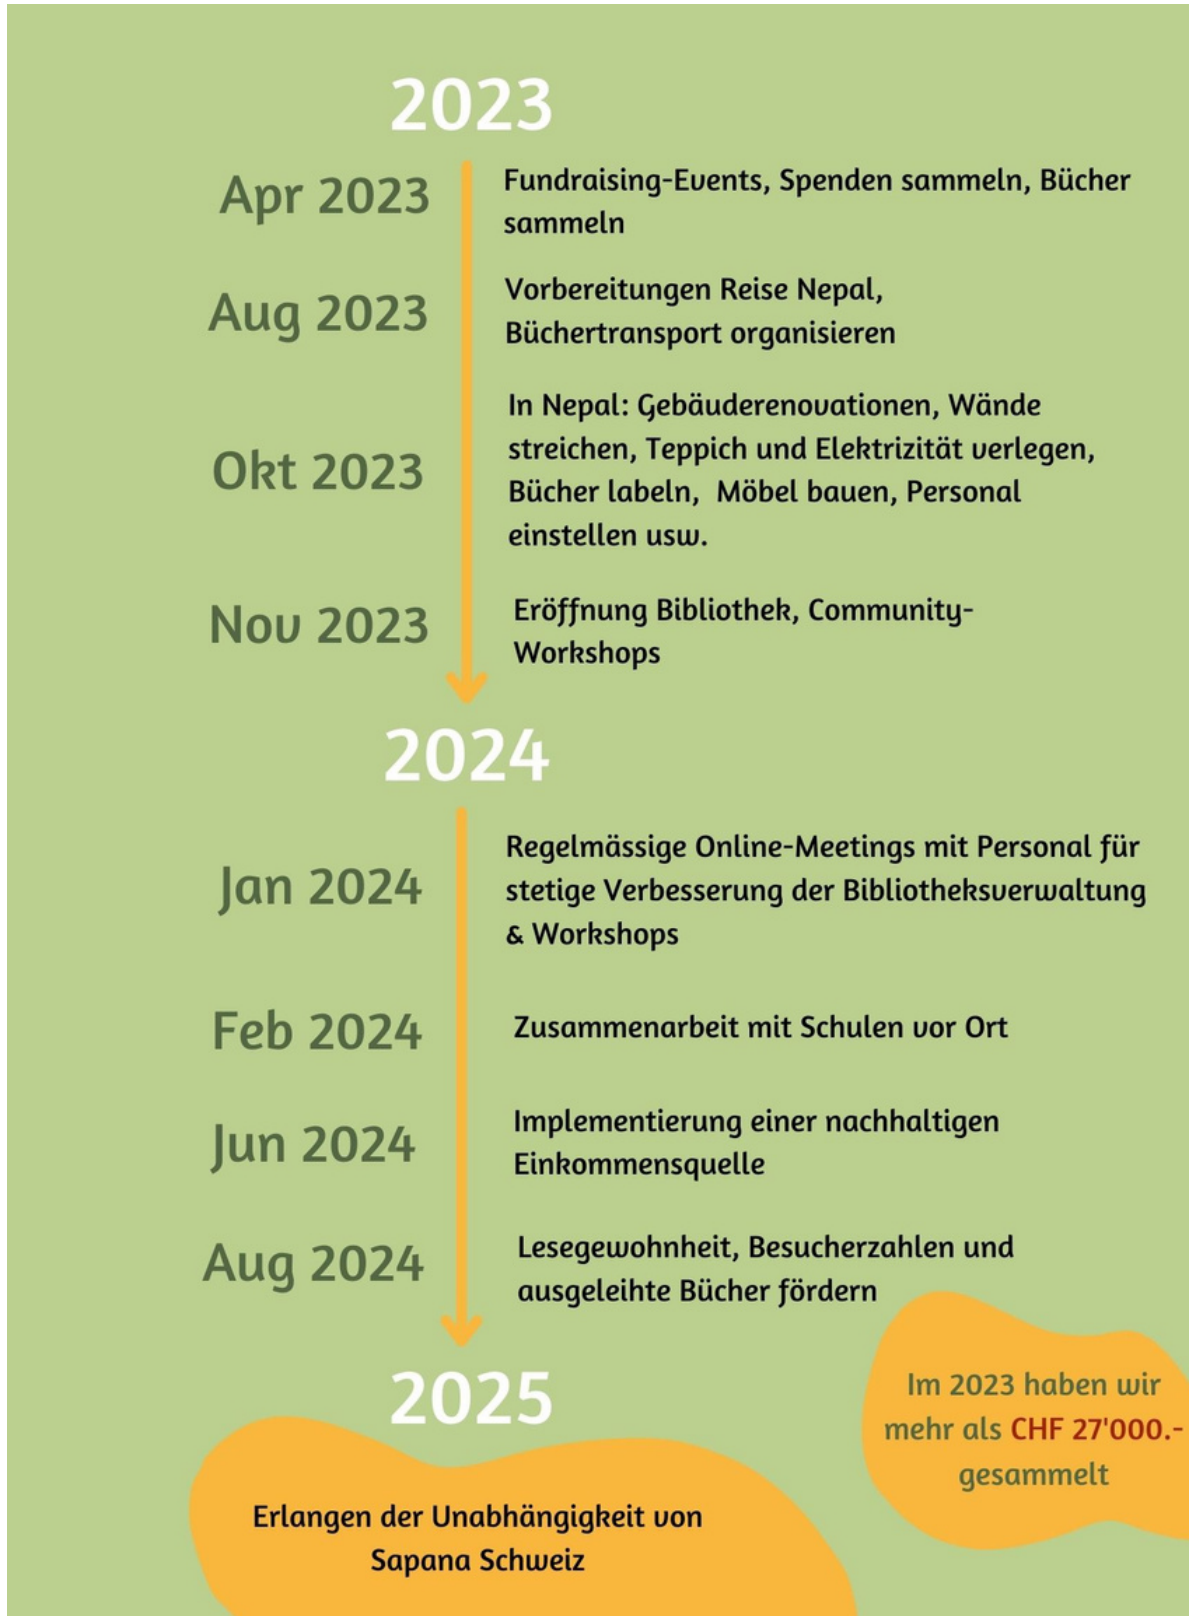 2023
Apr 2023
Fundraising-Events, Spenden sammeln, Bücher
sammeln
Aug 2023
Vorbereitungen Reise Nepal,
Büchertransport organisieren
Okt 2023
In Nepal: Gebäuderenovationen, Wände
streichen, Teppich und Elektrizität verlegen,
Bücher labeln,  Möbel bauen, Personal
einstellen usw.
Nov 2023
Eröffnung Bibliothek, Community-
Workshops
2024
Jan 2024
Regelmässige Online-Meetings mit Personal für
stetige Verbesserung der Bibliotheksverwaltung
& Workshops
Feb 2024
Zusammenarbeit mit Schulen vor Ort
Jun 2024
Implementierung einer nachhaltigen
Einkommensquelle
Aug 2024
Lesegewohnheit, Besucherzahlen und
ausgeleihte Bücher fördern
2025
Erlangen der Unabhängigkeit von
Sapana Schweiz
Im 2023 haben wir
mehr als CHF 27'000.-
gesammelt